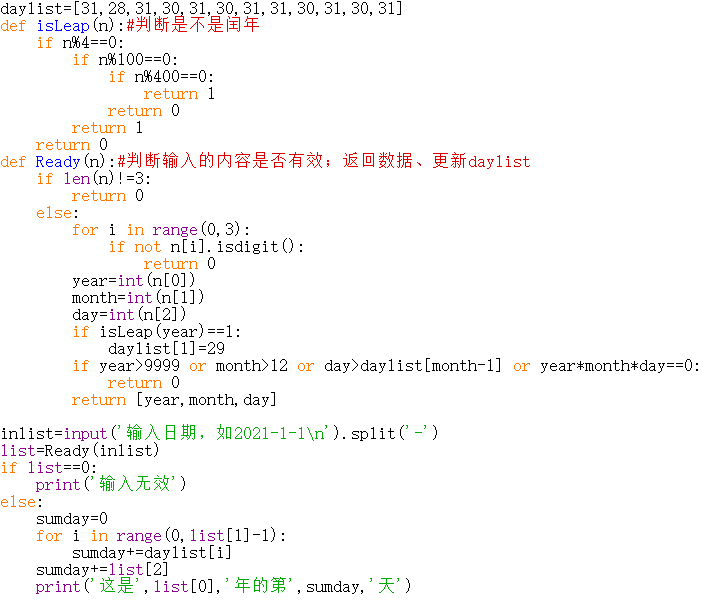 daylist=[31,28,31,30,31,30,31,31,30,31,30,31]
def isLeap(n):#判断是不是闰年
    if n%4==0:
        if n%100==0:
            if n%400==0:
                return 1
            return 0
        return 1
    return 0
def Ready(n):#判断输入的内容是否有效；返回数据、更新daylist
    if len(n)!=3:
        return 0
    else:
        for i in range(0,3):
            if not n[i].isdigit():
                return 0
        year=int(n[0])
        month=int(n[1])
        day=int(n[2])
        if isLeap(year)==1:
            daylist[1]=29
        if year>9999 or month>12 or day>daylist[month-1] or year*month*day==0:
            return 0
        return [year,month,day]

inlist=input('输入日期，如2021-1-1\n').split('-')
list=Ready(inlist)
if list==0:
    print('输入无效')
else:
    sumday=0
    for i in range(0,list[1]-1):
        sumday+=daylist[i]
    sumday+=list[2]
    print('这是',list[0],'年的第',sumday,'天')